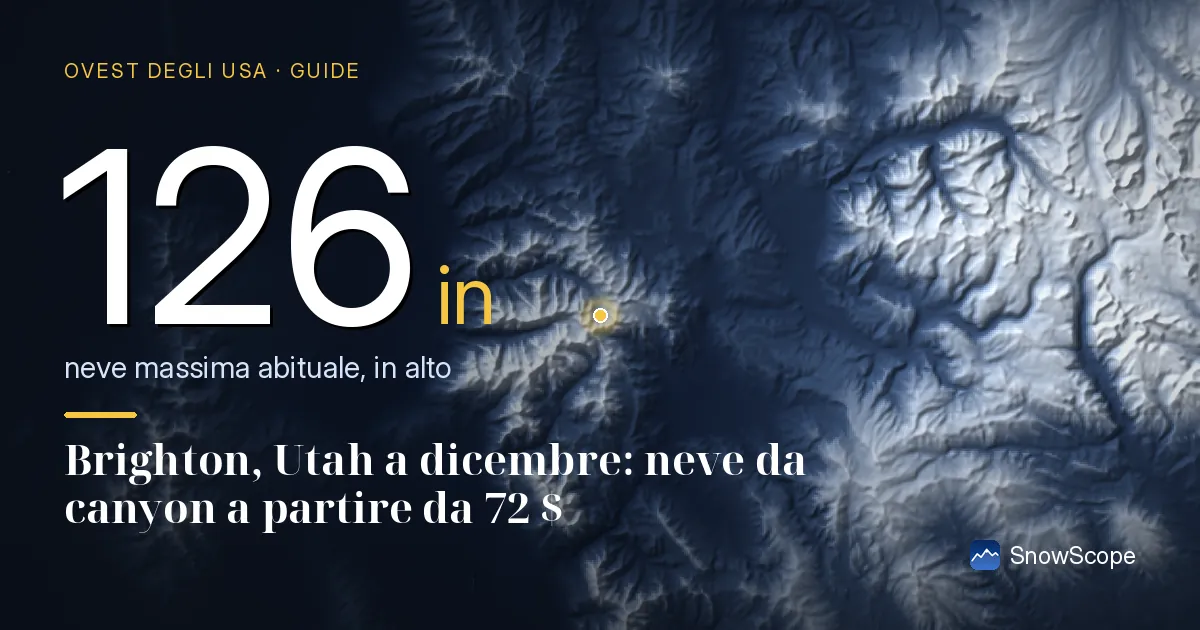 OVEST DEGLI USA · GUIDE
126 in
neve massima abituale, in alto
Brighton, Utah a dicembre: neve da
canyon a partire da 72 $
SnowScope